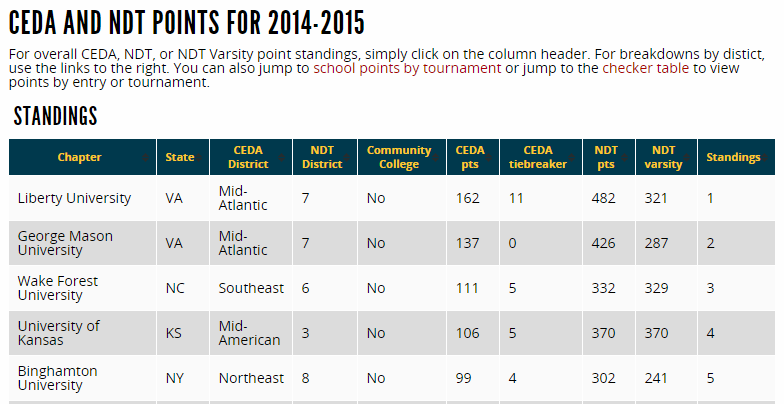 CEDA AND NDT POINTS FOR 2014-2015
For overall CEDA, NDT, or NDT Varsity point standings, simply click on the column header. For breakdowns by distict,
use the links to the right. You can also jump to school points by tournament or jump to the checker table to view
points by entry or tournament.
STANDINGS
Chapter State CEDA District NDT District Community College CEDA pts CEDA tiebreaker NDT pts NDT varsity Standings
Liberty University VA Mid-Atlantic 7 No 162 11 482 321 1
George Mason University VA Mid-Atlantic 7 No 137 0 426 287 2
Wake Forest University NC Southeast 6 No 111 5 332 329 3
University of Kansas KS Mid-American 3 No 106 5 370 370 4
Binghamton University NY Northeast 8 No 99 4 302 241 5